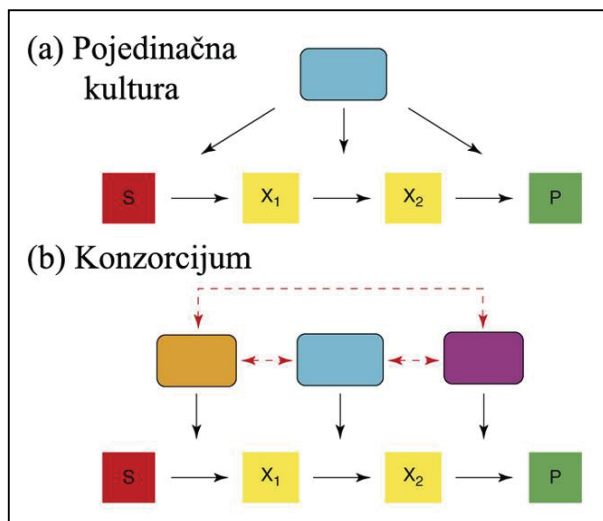 (a) Pojedinačna
kultura
S X₁ X₂ P
(b) Konzorcijum
S X₁ X₂ P